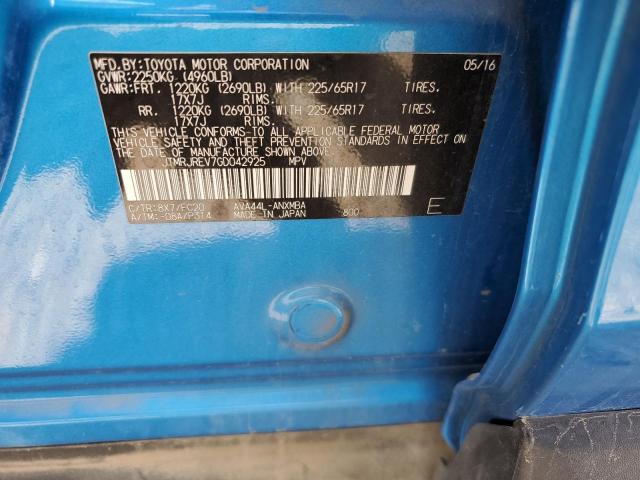 MFD.BY:TOYOTA MOTOR CORPORATION 05/16
GVWR:2250KG (4960LB)
GAWR:FRT. 1220KG (2690LB) WITH 225/65R17 TIRES.
17X7J RIMS.
RR. 1220KG (2690LB) WITH 225/65R17 TIRES.
17X7J RIMS.
THIS VEHICLE CONFORMS TO ALL APPLICABLE FEDERAL MOTOR
VEHICLE SAFETY AND THEFT PREVENTION STANDARDS IN EFFECT ON
THE DATE OF MANUFACTURE SHOWN ABOVE.
JTMRJREV7GD042925 MPV
C/TR:8X7/FC20 AVA44L-ANXMBA
A/TM:-08A/P314 MADE IN JAPAN 800 E